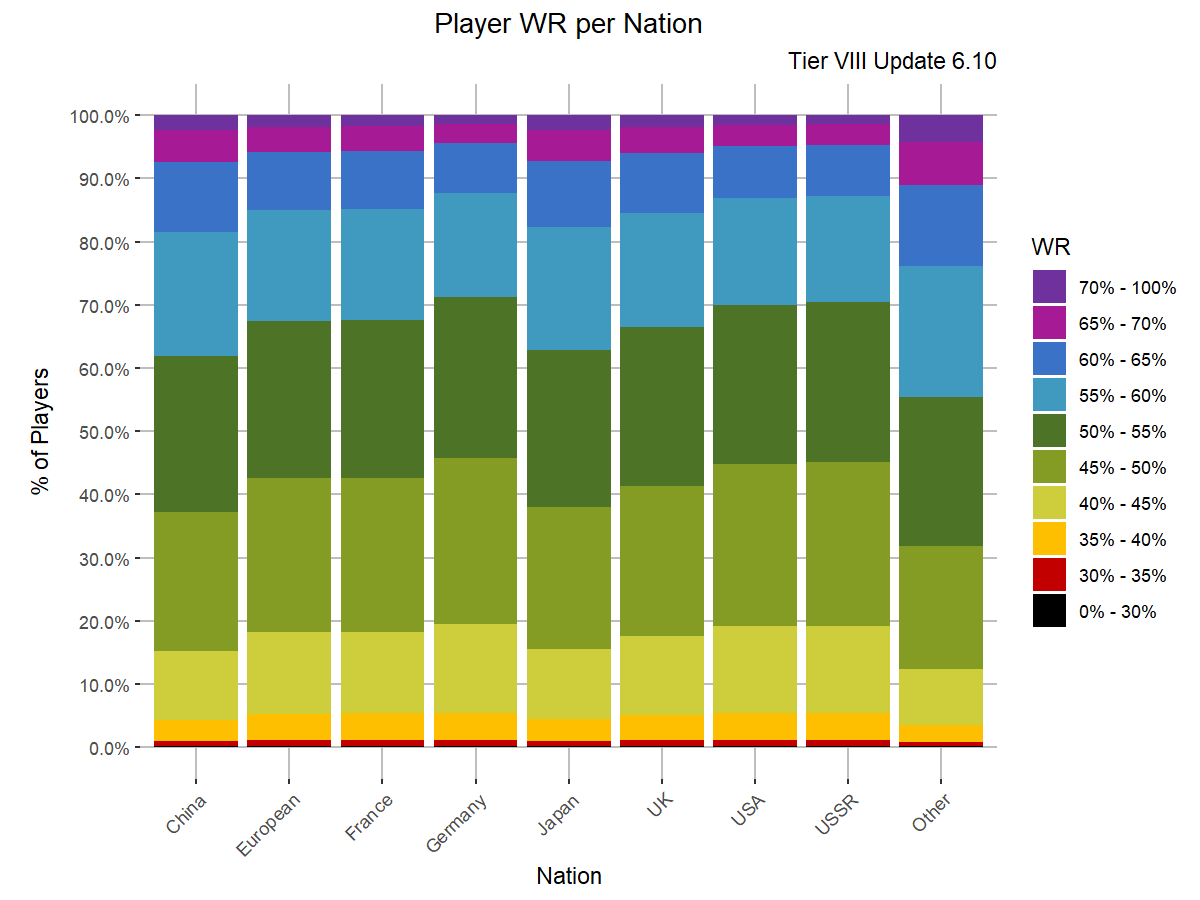 Player WR per Nation
Tier VIII Update 6.10
% of Players
100.0%
90.0%
80.0%
70.0%
60.0%
50.0%
40.0%
30.0%
20.0%
10.0%
0.0%
China
European
France
Germany
Japan
UK
USA
USSR
Other
Nation
WR
70% - 100%
65% - 70%
60% - 65%
55% - 60%
50% - 55%
45% - 50%
40% - 45%
35% - 40%
30% - 35%
0% - 30%